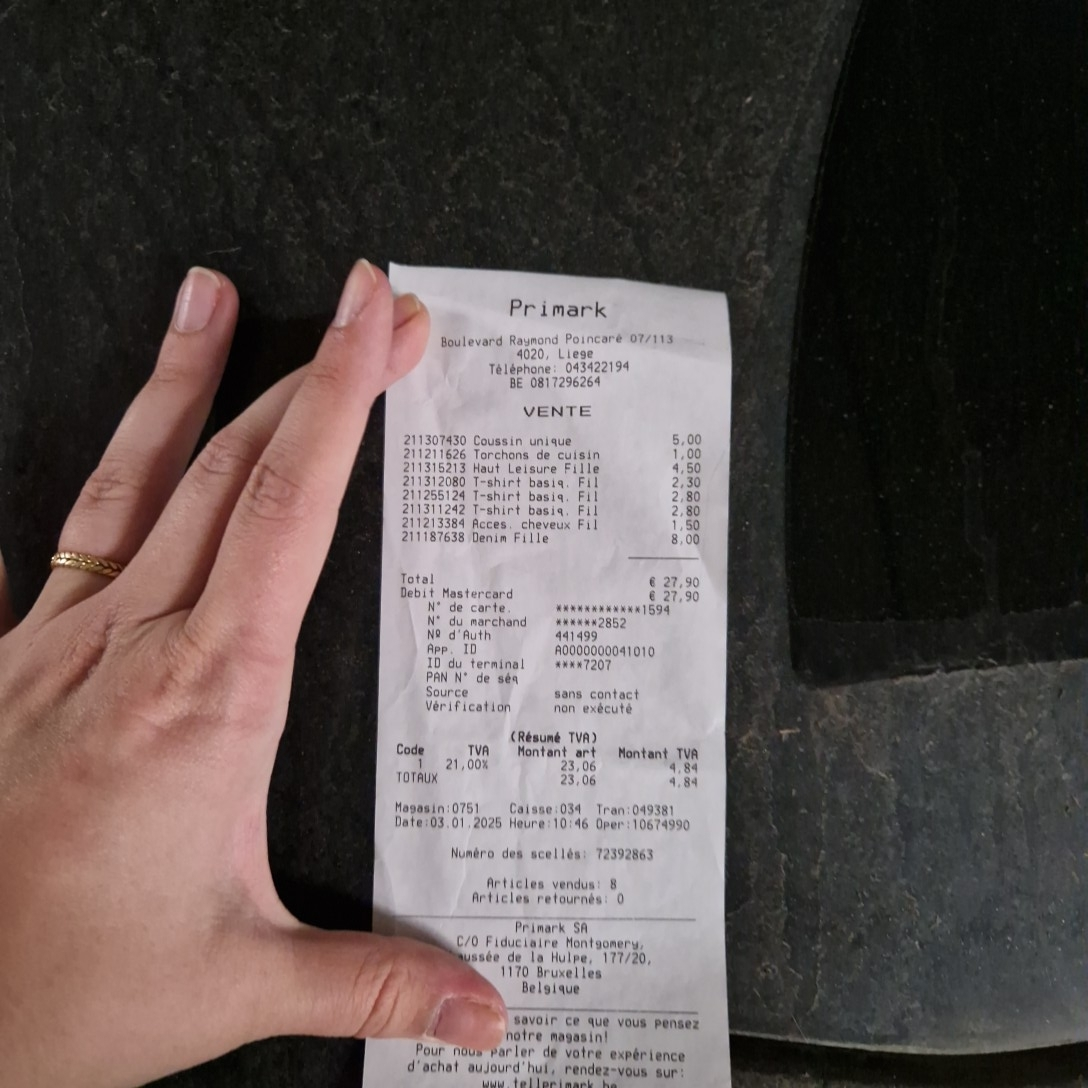 Primark
Boulevard Raymond Poincaré 07/113
4020, Liege
Téléphone: 043422194
BE 0817296264
VENTE
211307430 Coussin unique 5,00
211211626 Torchons de cuisin 1,00
211315213 Haut Leisure Fille 4,50
211312080 T-shirt basiq. Fil 2,30
211255124 T-shirt basiq. Fil 2,80
211311242 T-shirt basiq. Fil 2,80
211213384 Acces. cheveux Fil 1,50
211187638 Denim Fille 8,00
Total € 27,90
Debit Mastercard € 27,90
N° de carte. ************1594
N° du marchand ******2852
Nº d'Auth 441499
App. ID A0000000041010
ID du terminal ****7207
PAN N° de séq
Source sans contact
Vérification non exécuté
(Résumé TVA)
Code TVA Montant art Montant TVA
1 21,00% 23,06 4,84
TOTAUX 23,06 4,84
Magasin:0751 Caisse:034 Tran:049381
Date:03.01.2025 Heure:10:46 Oper:10674990
Numéro des scellés: 72392863
Articles vendus: 8
Articles retournés: 0
Primark SA
C/O Fiduciaire Montgomery,
aussée de la Hulpe, 177/20,
1170 Bruxelles
Belgique
savoir ce que vous pensez
notre magasin!
Pour nous parler de votre expérience
d'achat aujourd'hui, rendez-vous sur:
www.tellprimark.be